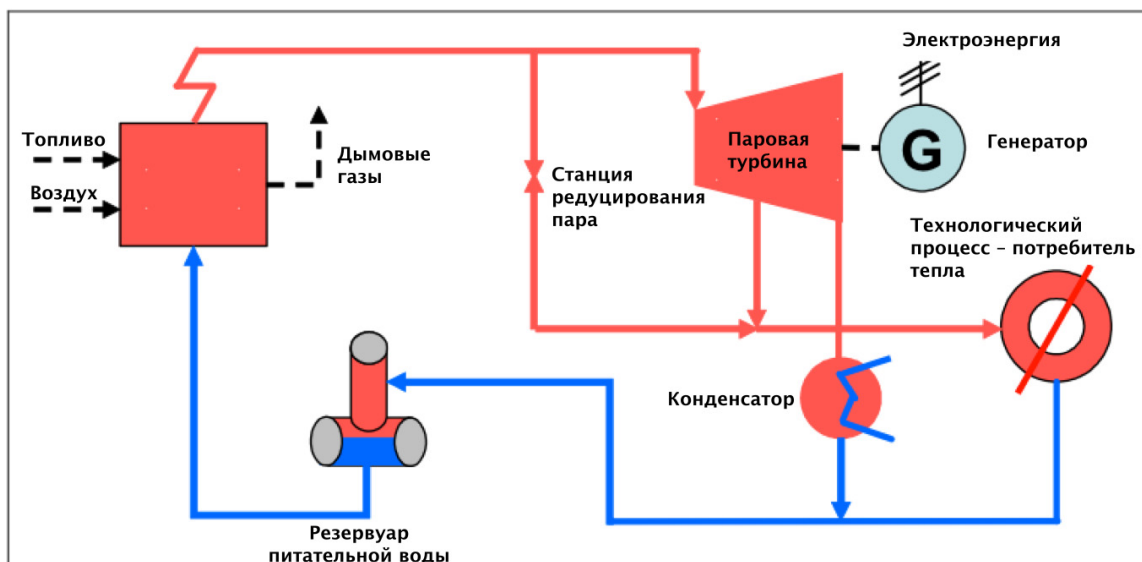 Электроэнергия
Топливо
Воздух
Дымовые
газы
Паровая
турбина
G
Генератор
Станция
редуцирования
пара
Технологический
процесс – потребитель
тепла
Конденсатор
Резервуар
питательной воды